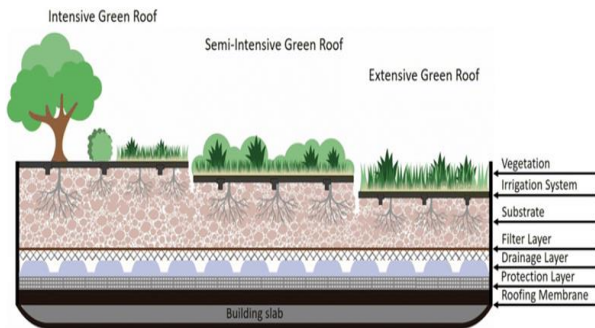 Intensive Green Roof
Semi-Intensive Green Roof
Extensive Green Roof
Vegetation
Irrigation System
Substrate
Filter Layer
Drainage Layer
Protection Layer
Roofing Membrane
Building slab